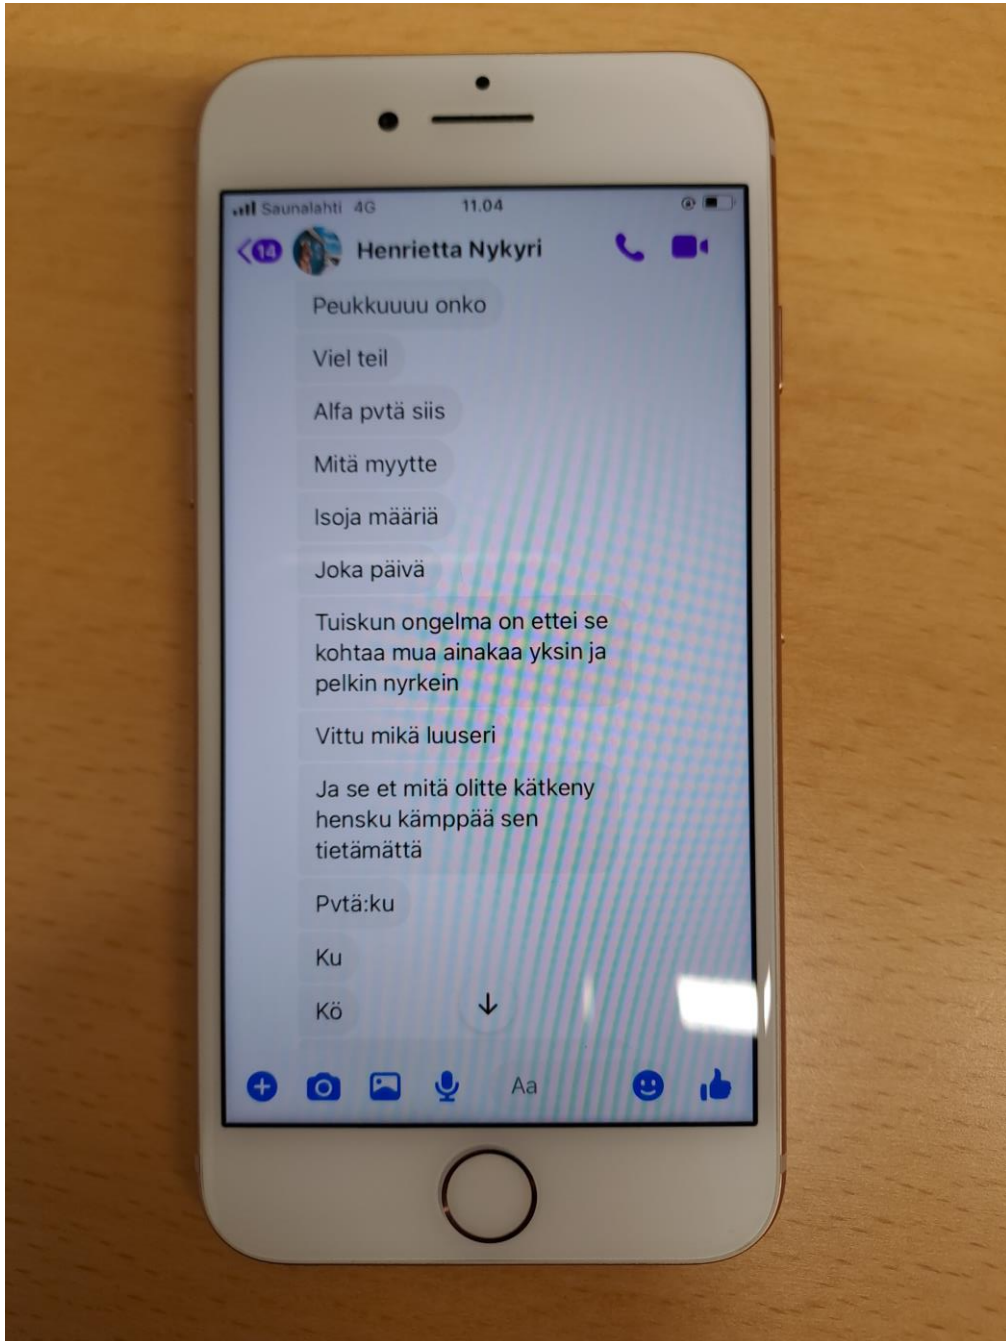 Saunalahti 4G 11.04
14 Henrietta Nykyri
Peukkuuuu onko
Viel teil
Alfa pvtä siis
Mitä myytte
Isoja määriä
Joka päivä
Tuiskun ongelma on ettei se
kohtaa mua ainakaa yksin ja
pelkin nyrkein
Vittu mikä luuseri
Ja se et mitä olitte kätkeny
hensku kämppää sen
tietämättä
Pvtä:ku
Ku
Kö
Aa